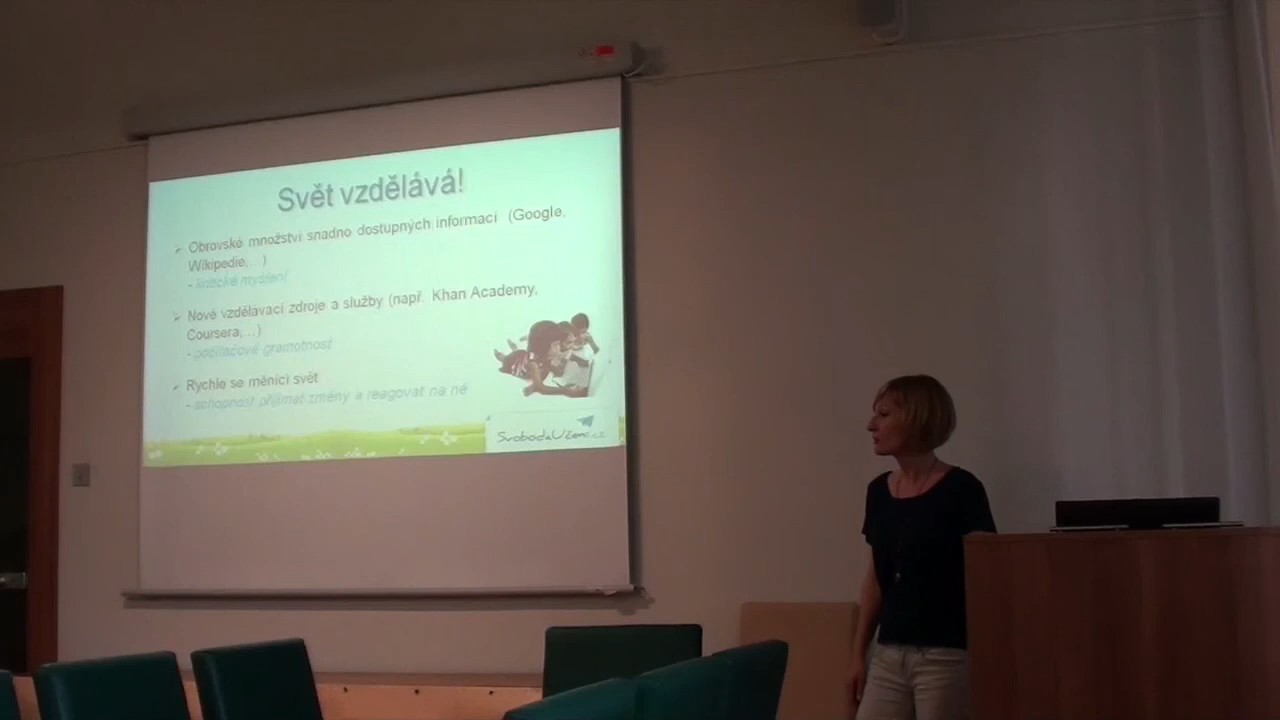 Svět vzdělává!
Obrovské množství snadno dostupných informací (Google,
Wikipedie,...)
- kritické myšlení
Nové vzdělávací zdroje a služby (např. Khan Academy,
Coursera,...)
- počítačová gramotnost
Rychle se měnící svět
- schopnost přijímat změny a reagovat na ně
SvobodaUčení.cz